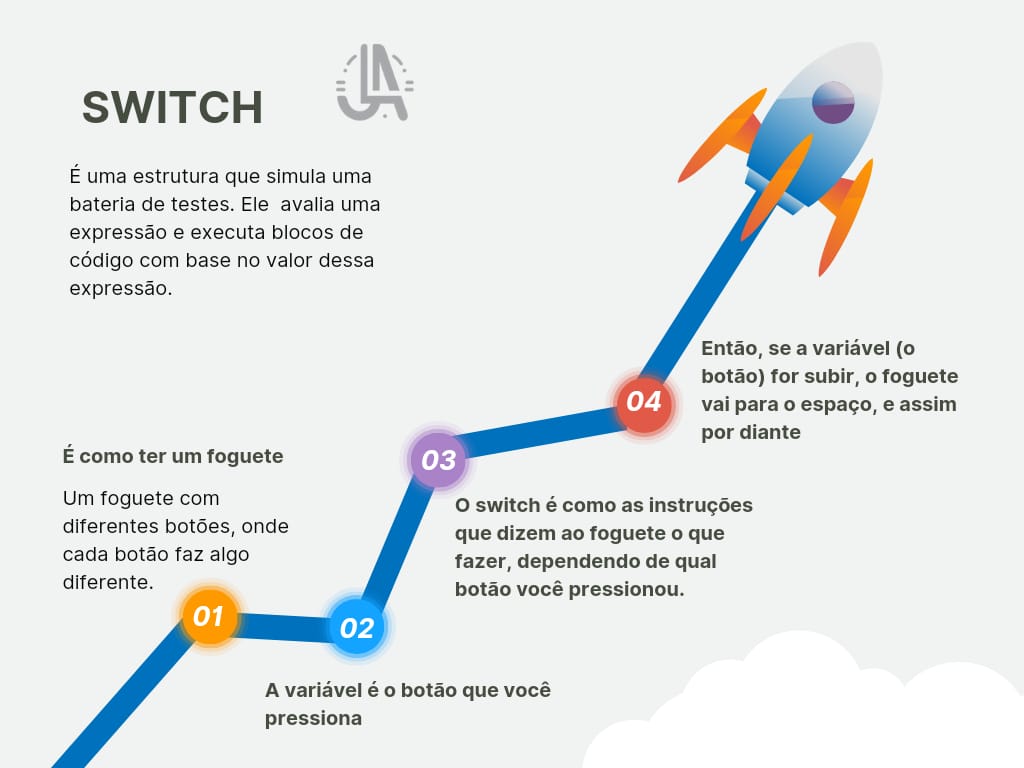 SWITCH
JLA
É uma estrutura que simula uma
bateria de testes. Ele  avalia uma
expressão e executa blocos de
código com base no valor dessa
expressão.
É como ter um foguete
Um foguete com
diferentes botões, onde
cada botão faz algo
diferente.
01
02
A variável é o botão que você
pressiona
03
O switch é como as instruções
que dizem ao foguete o que
fazer, dependendo de qual
botão você pressionou.
04
Então, se a variável (o
botão) for subir, o foguete
vai para o espaço, e assim
por diante